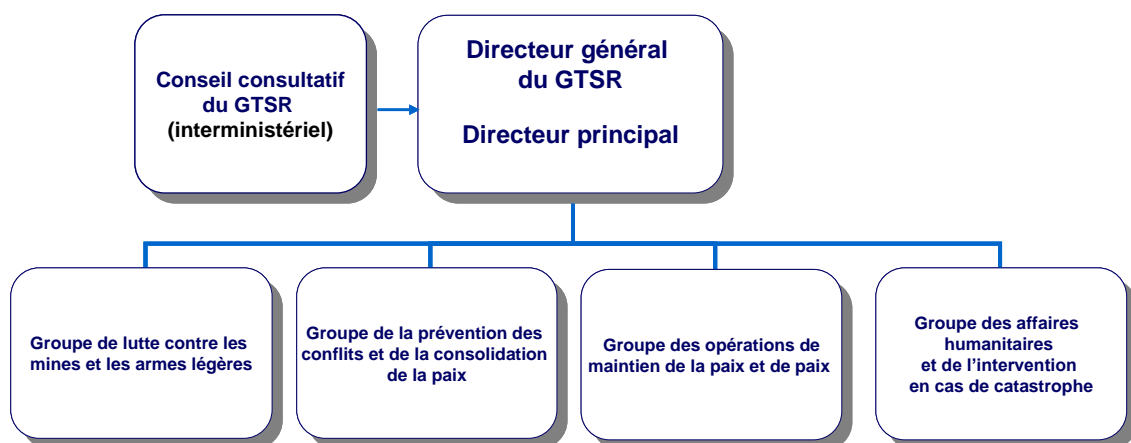 Conseil consultatif
du GTSR
(interministériel)
Directeur général
du GTSR
Directeur principal
Groupe de lutte contre les
mines et les armes légères
Groupe de la prévention des
conflits et de la consolidation
de la paix
Groupe des opérations de
maintien de la paix et de paix
Groupe des affaires
humanitaires
et de l’intervention
en cas de catastrophe